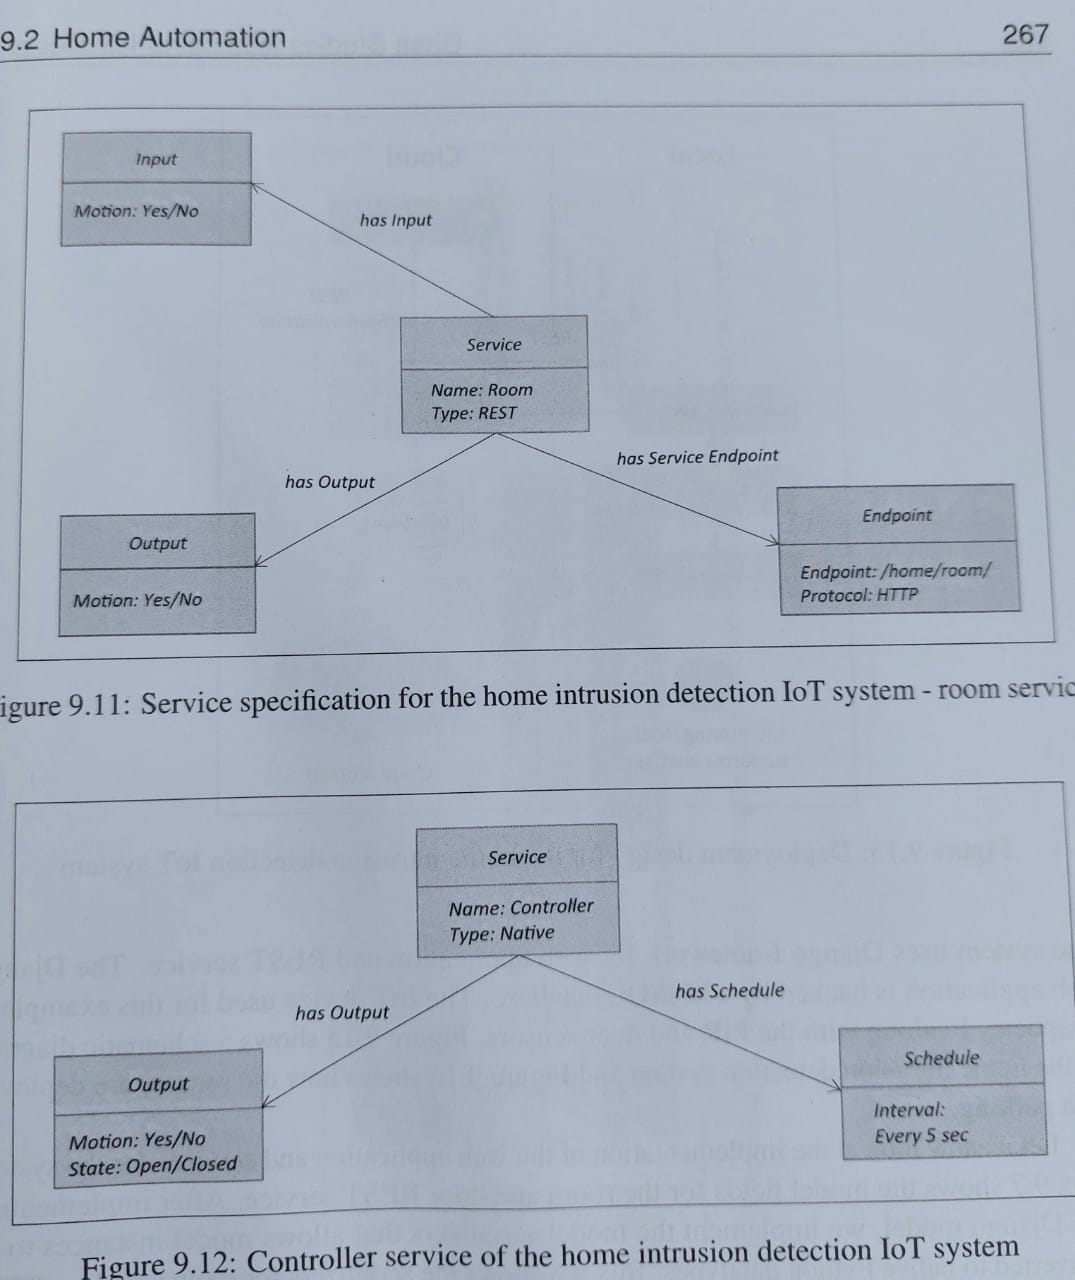 9.2 Home Automation
267
Input
Motion: Yes/No
has Input
Service
Name: Room
Type: REST
has Service Endpoint
has Output
Endpoint
Endpoint: /home/room/
Protocol: HTTP
Output
Motion: Yes/No
igure 9.11: Service specification for the home intrusion detection IoT system - room servic
Service
Name: Controller
Type: Native
has Schedule
has Output
Schedule
Interval:
Every 5 sec
Output
Motion: Yes/No
State: Open/Closed
Figure 9.12: Controller service of the home intrusion detection IoT system